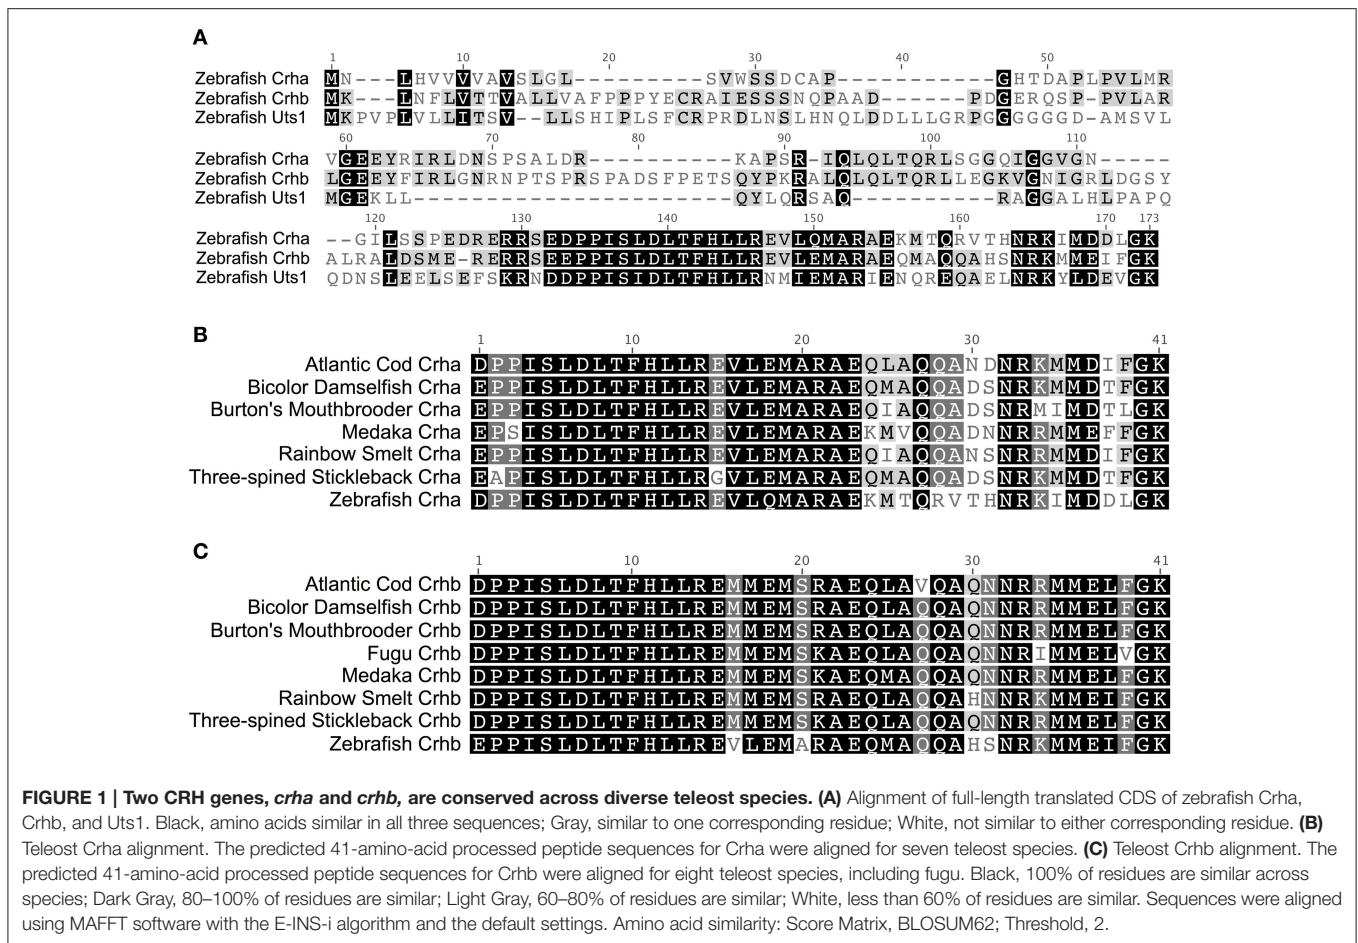 A
1 10 20 30 40 50
Zebrafish Crha MN---LHVVVVAVSLGL---------SVWSSDCAP-----------GHTDAPLPVLMR
Zebrafish Crhb MK---LNFLVTTVALLVAFPPPYECRAIESSSNQPAAD------PDGERQSP-PVLAR
Zebrafish Uts1 MKPVPLVLLITSV--LLSHIPLSFCRPRDLNSLHNQLDDLLLGRPGGGGGGD-AMSVL
60 70 80 90 100 110
Zebrafish Crha VGEEYRIRLDNSPSALDR----------KAPSR-IQLQLTQRLSGGQIGGVGN-----
Zebrafish Crhb LGEEYFIRLGNRNPTSPRSPADSFPETSQYPKRALQLQLTQRLLEGKVGNIGRLDGSY
Zebrafish Uts1 MGEKLL----------------------QYLQRSAQ----------RAGGALHLPAPQ
120 130 140 150 160 170 173
Zebrafish Crha --GILSSPEDRERRSEDPPISLDLTFHLLREVLQMARAEKMTQRVTHNRKIMDDLGK
Zebrafish Crhb ALRALDSME-RERRSEEPPISLDLTFHLLREVLEMARAEQMAQQAHSNRKMMEIFGK
Zebrafish Uts1 QDNSLEELSEFSKRNDDPPISIDLTFHLLRNMIEMARIENQREQAELNRKYLDEVGK
B
1 10 20 30 41
Atlantic Cod Crha DPPISLDLTFHLLREVLEMARAEQLAQQANDNRKMMDIFGK
Bicolor Damselfish Crha EPPISLDLTFHLLREVLEMARAEQMAQQADSNRKMMDTFGK
Burton's Mouthbrooder Crha EPPISLDLTFHLLREVLEMARAEQIAQQADSNRMIMDTLGK
Medaka Crha EPSISLDLTFHLLREVLEMARAEKMVQQADNNRRMMEFFGK
Rainbow Smelt Crha EPPISLDLTFHLLREVLEMARAEQIAQQANSNRRMMDIFGK
Three-spined Stickleback Crha EAPISLDLTFHLLRGVLEMARAEQMAQQADSNRKMMDTFGK
Zebrafish Crha DPPISLDLTFHLLREVLQMARAEKMTQRVTHNRKIMDDLGK
C
1 10 20 30 41
Atlantic Cod Crhb DPPISLDLTFHLLREMMEMSRAEQLAVQAQNNRRMMELFGK
Bicolor Damselfish Crhb DPPISLDLTFHLLREMMEMSRAEQLAQQAQNNRRMMELFGK
Burton's Mouthbrooder Crhb DPPISLDLTFHLLREMMEMSRAEQLAQQAQNNRRMMELFGK
Fugu Crhb DPPISLDLTFHLLREMMEMSKAEQLAQQAQNNRIMMELVGK
Medaka Crhb DPPISLDLTFHLLREMMEMSKAEQMAQQAQNNRRMMELFGK
Rainbow Smelt Crhb DPPISLDLTFHLLREMMEMSRAEQLAQQAHNNRKMMEIFGK
Three-spined Stickleback Crhb DPPISLDLTFHLLREMMEMSKAEQLAQQAQNNRRMMELFGK
Zebrafish Crhb EPPISLDLTFHLLREVLEMARAEQMAQQAHSNRKMMEIFGK
FIGURE 1 | Two CRH genes, crha and crhb, are conserved across diverse teleost species. (A) Alignment of full-length translated CDS of zebrafish Crha,
Crhb, and Uts1. Black, amino acids similar in all three sequences; Gray, similar to one corresponding residue; White, not similar to either corresponding residue. (B)
Teleost Crha alignment. The predicted 41-amino-acid processed peptide sequences for Crha were aligned for seven teleost species. (C) Teleost Crhb alignment. The
predicted 41-amino-acid processed peptide sequences for Crhb were aligned for eight teleost species, including fugu. Black, 100% of residues are similar across
species; Dark Gray, 80–100% of residues are similar; Light Gray, 60–80% of residues are similar; White, less than 60% of residues are similar. Sequences were aligned
using MAFFT software with the E-INS-i algorithm and the default settings. Amino acid similarity: Score Matrix, BLOSUM62; Threshold, 2.